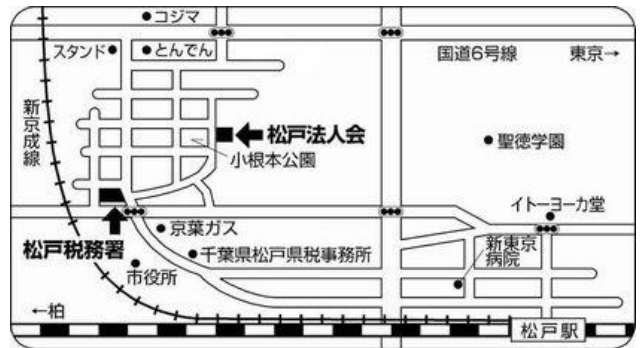 コジマ
スタンド
とんでん
国道6号線
東京→
新京成線
松戸法人会
小根本公園
聖徳学園
イトーヨーカ堂
京葉ガス
松戸税務署
千葉県松戸県税事務所
新東京
病院
市役所
←柏
松戸駅